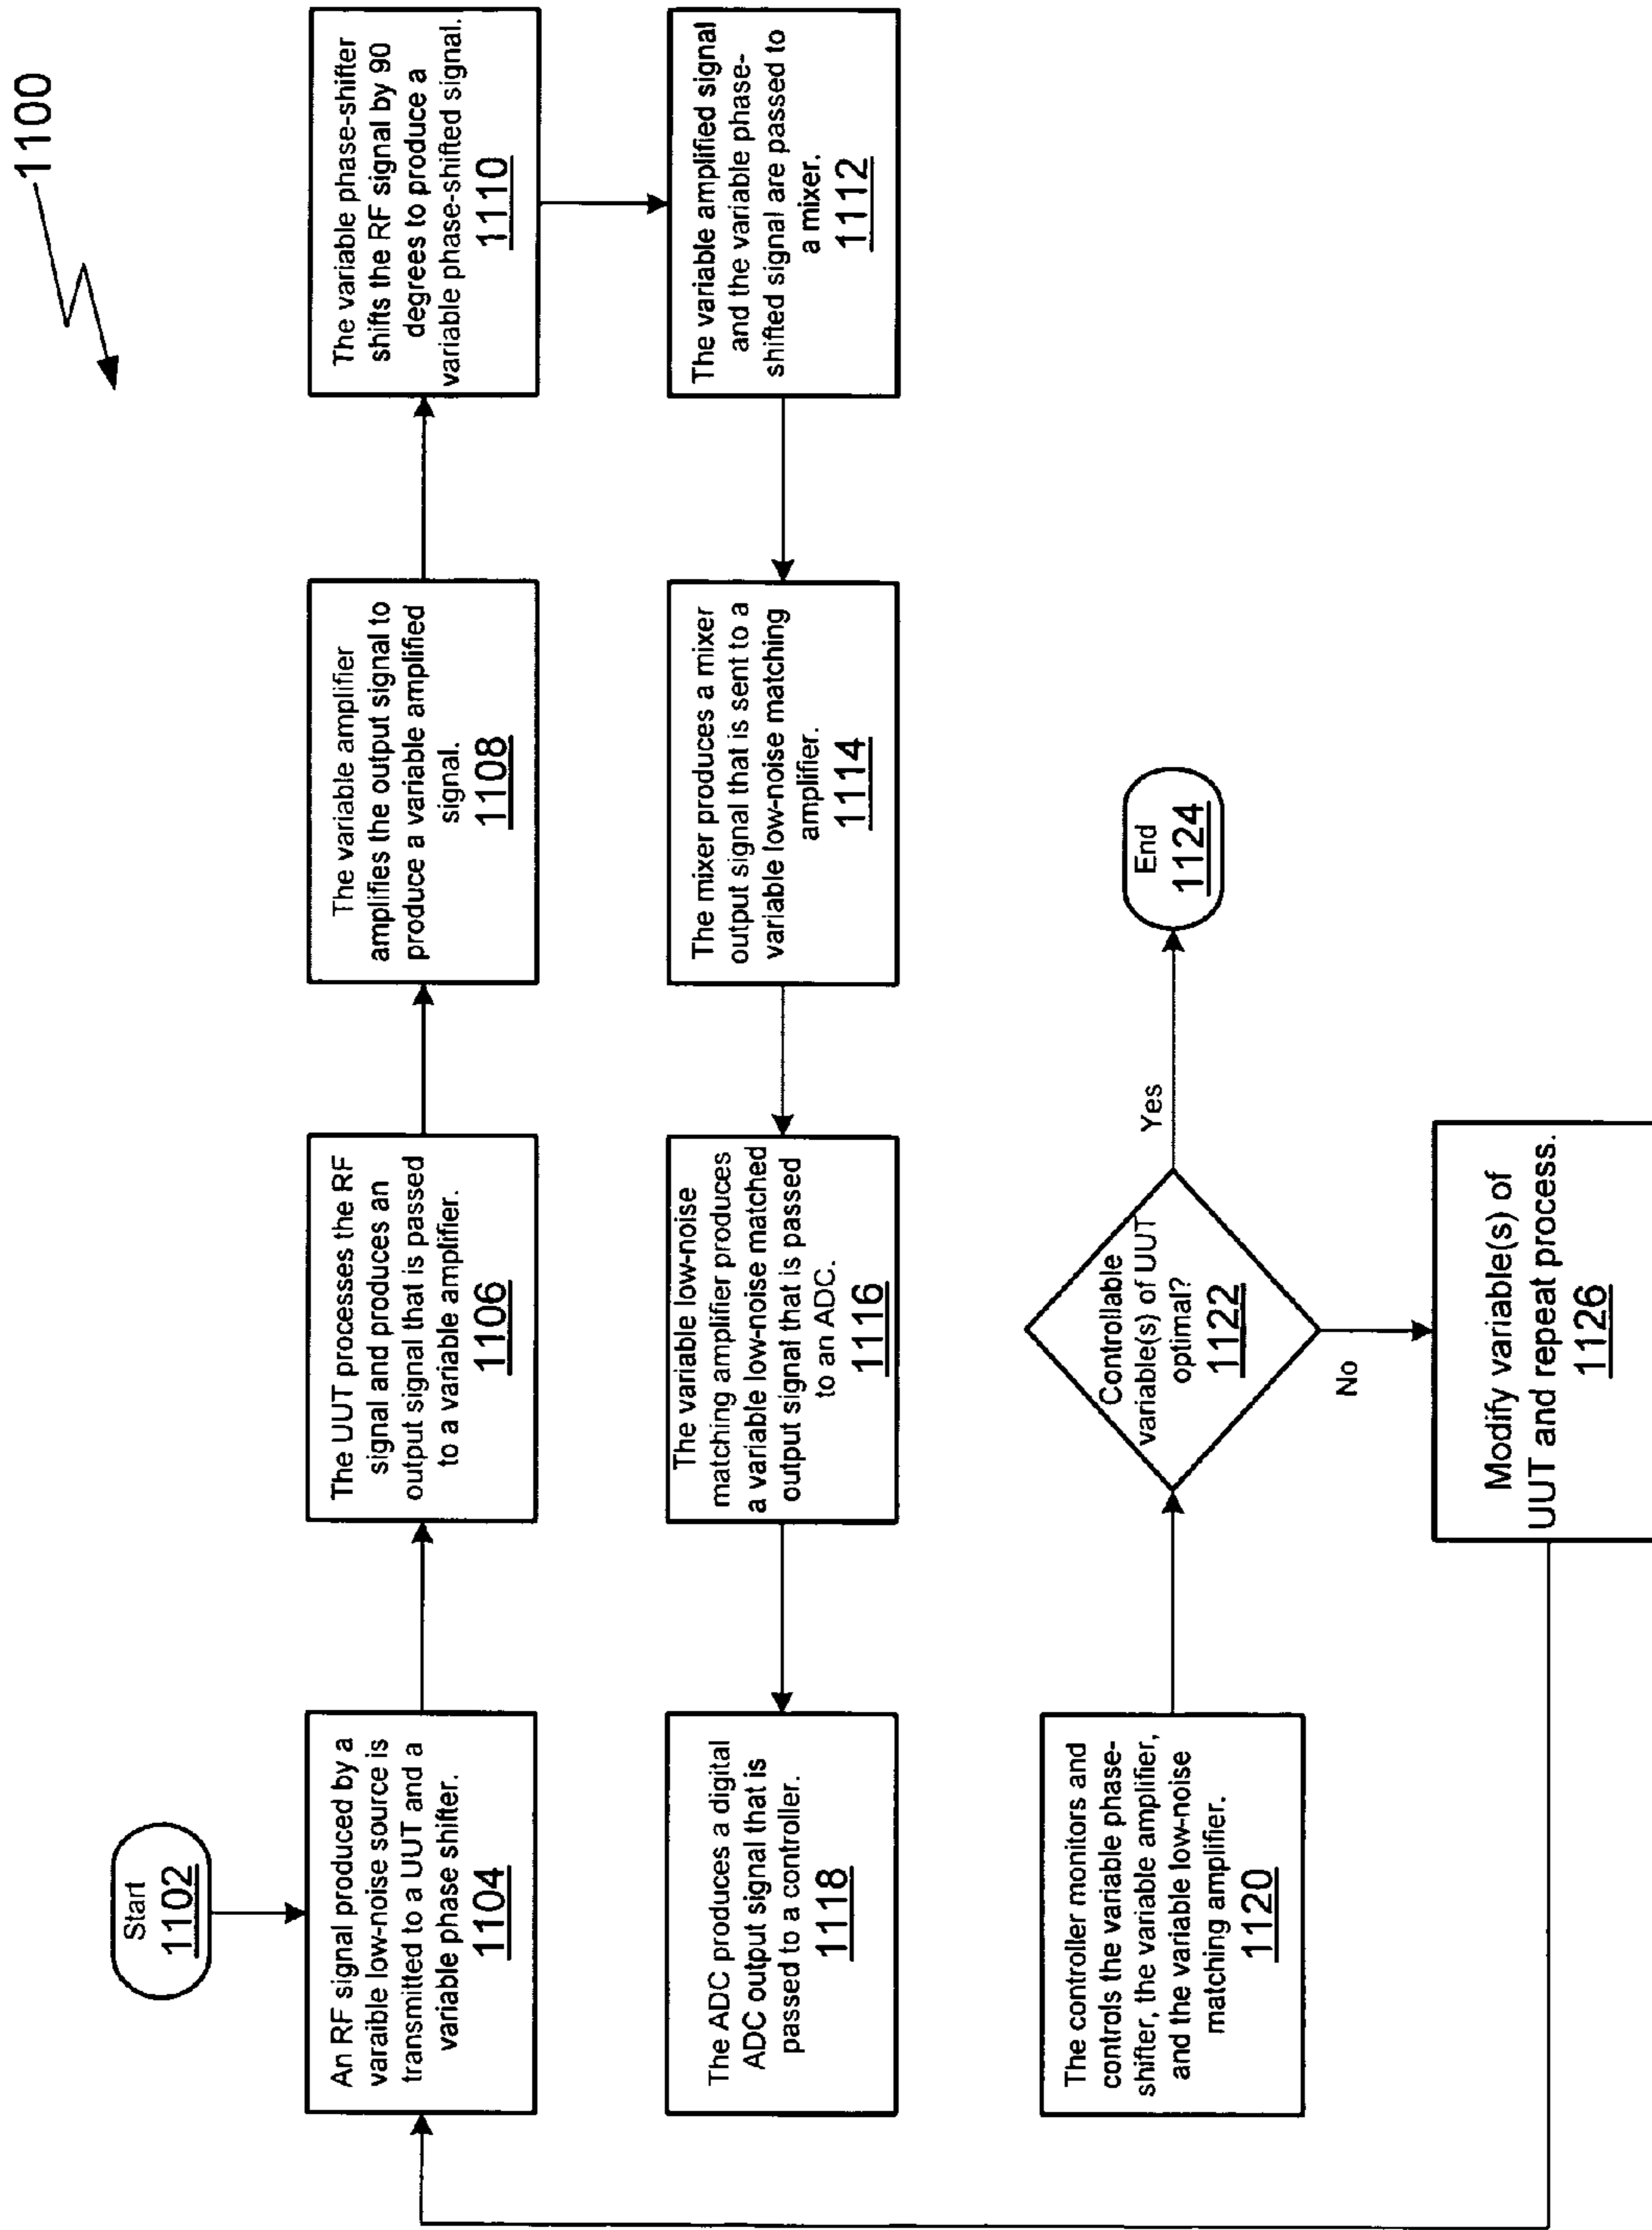 1100
Start
1102
An RF signal produced by a
varaible low-noise source is
transmitted to a UUT and a
variable phase shifter.
1104
The UUT processes the RF
signal and produces an
output signal that is passed
to a variable amplifier.
1106
The variable amplifier
amplifies the output signal to
produce a variable amplified
signal.
1108
The variable phase-shifter
shifts the RF signal by 90
degrees to produce a
variable phase-shifted signal.
1110
The variable amplified signal
and the variable phase-
shifted signal are passed to
a mixer.
1112
The mixer produces a mixer
output signal that is sent to a
variable low-noise matching
amplifier.
1114
The variable low-noise
matching amplifier produces
a variable low-noise matched
output signal that is passed
to an ADC.
1116
The ADC produces a digital
ADC output signal that is
passed to a controller.
1118
The controller monitors and
controls the variable phase-
shifter, the variable amplifier,
and the variable low-noise
matching amplifier.
1120
Controllable
variable(s) of UUT
optimal?
1122
Yes
End
1124
No
Modify variable(s) of
UUT and repeat process.
1126